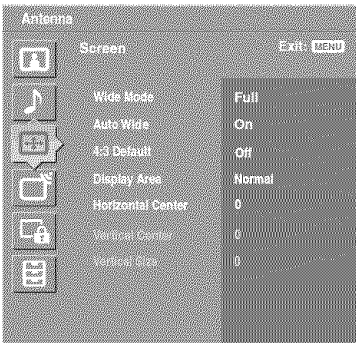 Antenna
Screen Exit: MENU
Wide Mode Full
Auto Wide On
4:3 Default Off
Display Area Normal
Horizontal Center 0
Vertical Center 0
Vertical Size 0